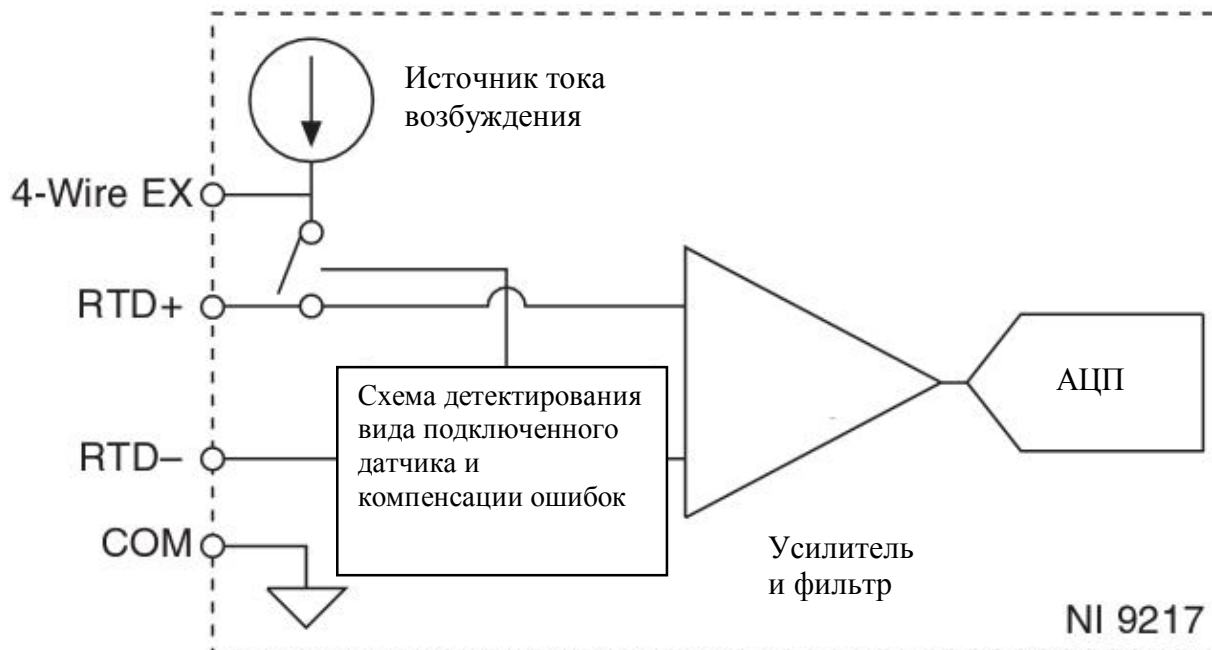 Источник тока
возбуждения
4-Wire EX
RTD+
Схема детектирования
вида подключенного
датчика и
компенсации ошибок
АЦП
RTD–
COM
Усилитель
и фильтр
NI 9217